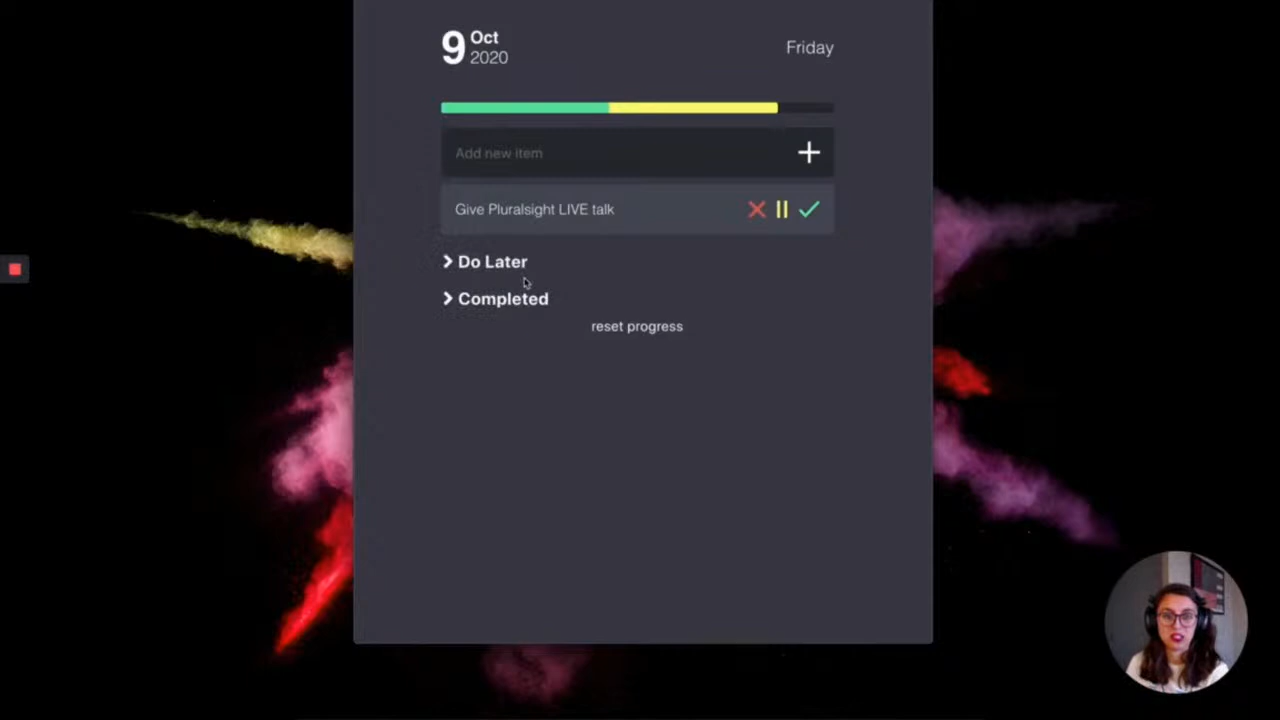 9 Oct
2020
Friday
Add new item
Give Pluralsight LIVE talk
Do Later
Completed
reset progress